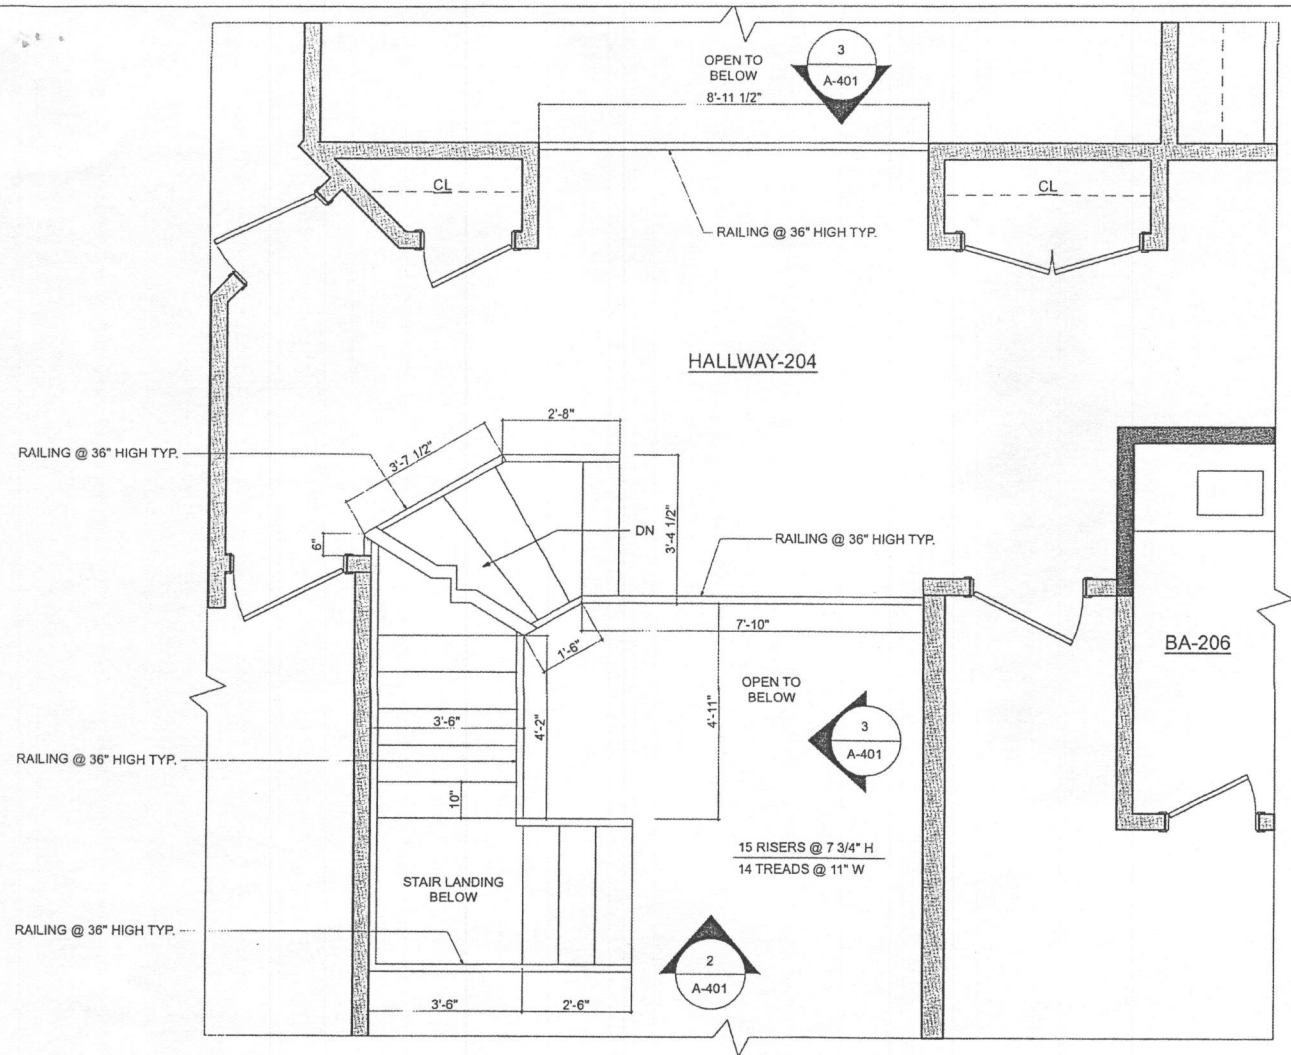 OPEN TO
BELOW
3
A-401
8'-11 1/2"
CL
CL
RAILING @ 36" HIGH TYP.
HALLWAY-204
2'-8"
3'-7 1/2"
RAILING @ 36" HIGH TYP.
6"
DN
3'-4 1/2"
RAILING @ 36" HIGH TYP.
7'-10"
1'-6"
BA-206
OPEN TO
BELOW
3'-6"
4'-2"
4'-11"
3
A-401
RAILING @ 36" HIGH TYP.
10"
15 RISERS @ 7 3/4" H
14 TREADS @ 11" W
STAIR LANDING
BELOW
RAILING @ 36" HIGH TYP.
2
A-401
3'-6"
2'-6"